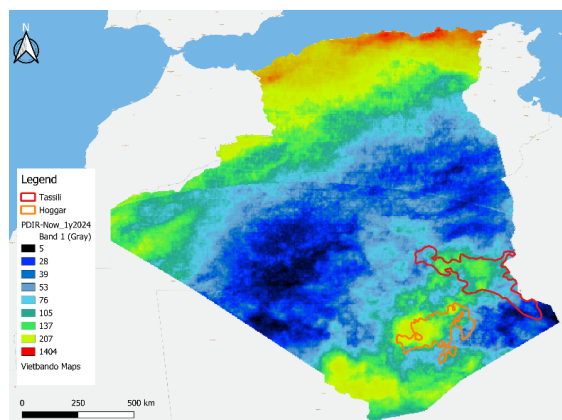 N
Legend
Tassili
Hoggar
PDIR-Now_1y2024
Band 1 (Gray)
5
28
39
53
76
105
137
207
1404
Vietbando Maps
0 250 500 km